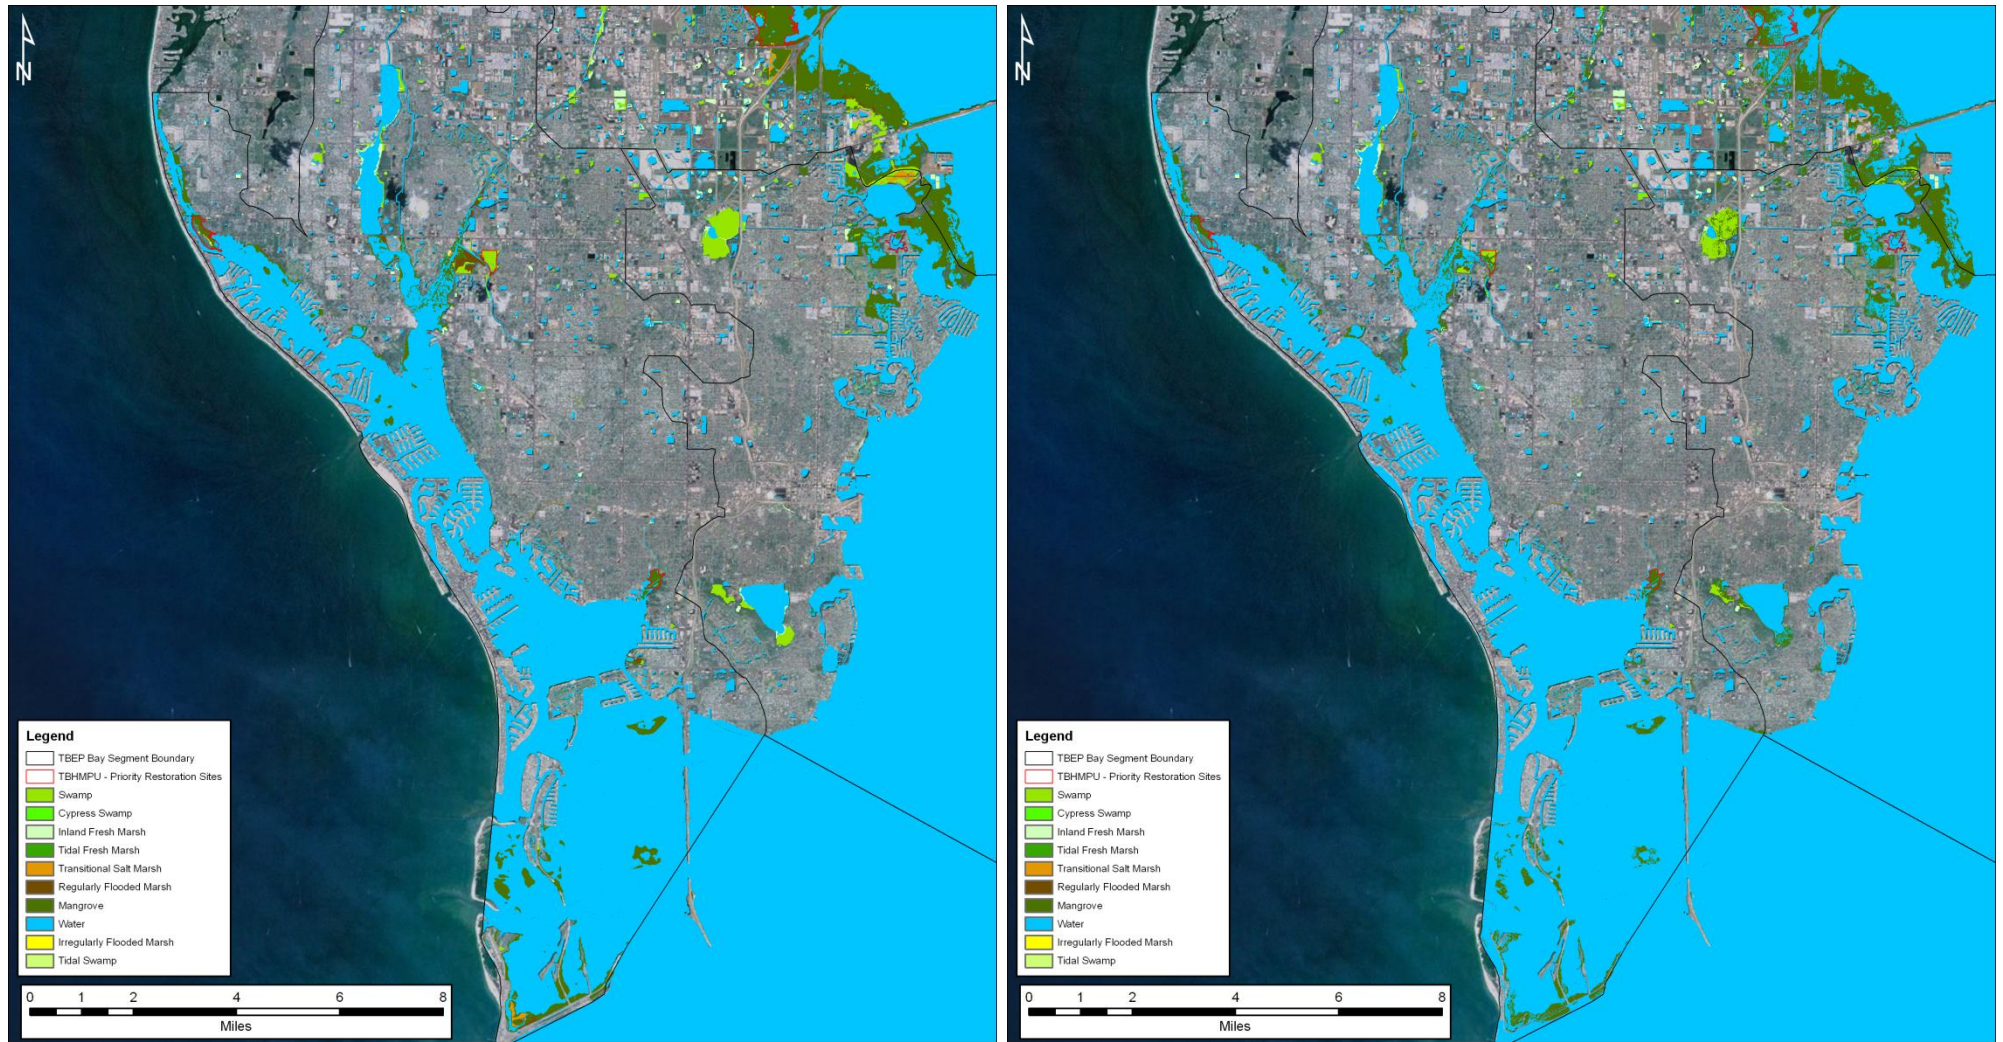 N
Legend
TBEP Bay Segment Boundary
TBHMPU - Priority Restoration Sites
Swamp
Cypress Swamp
Inland Fresh Marsh
Tidal Fresh Marsh
Transitional Salt Marsh
Regularly Flooded Marsh
Mangrove
Water
Irregularly Flooded Marsh
Tidal Swamp
0 1 2 4 6 8
Miles
N
Legend
TBEP Bay Segment Boundary
TBHMPU - Priority Restoration Sites
Swamp
Cypress Swamp
Inland Fresh Marsh
Tidal Fresh Marsh
Transitional Salt Marsh
Regularly Flooded Marsh
Mangrove
Water
Irregularly Flooded Marsh
Tidal Swamp
0 1 2 4 6 8
Miles